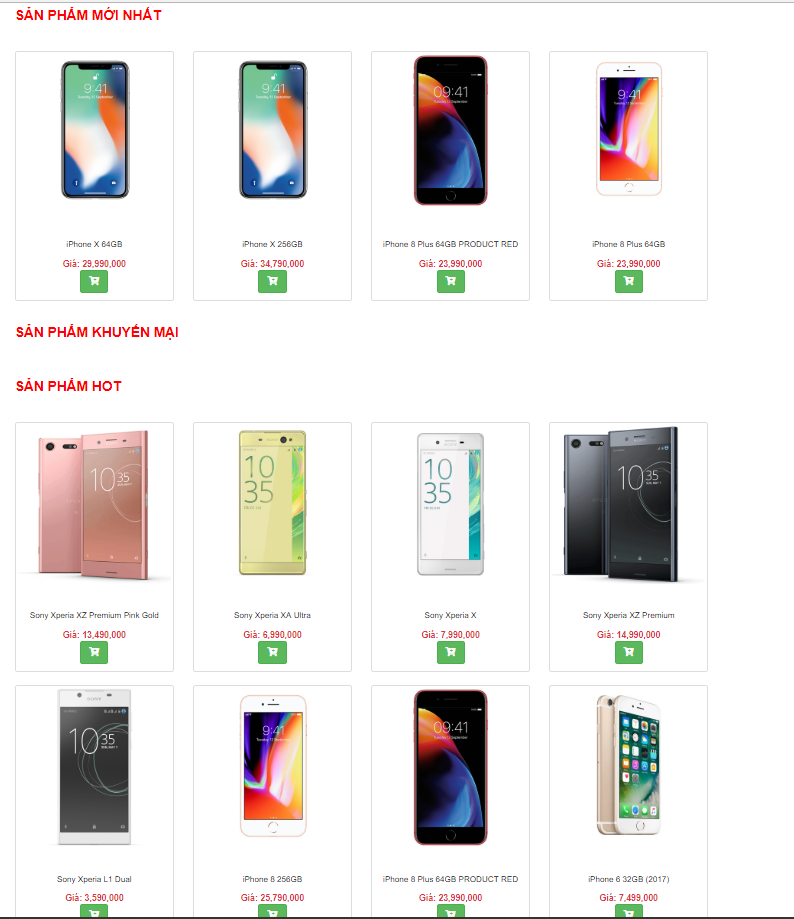 SẢN PHẨM MỚI NHẤT
9:41
9:41
09:41
9:41
iPhone X 64GB
iPhone X 256GB
iPhone 8 Plus 64GB PRODUCT RED
iPhone 8 Plus 64GB
Giá: 29,990,000
Giá: 34,790,000
Giá: 23,990,000
Giá: 23,990,000
SẢN PHẨM KHUYẾN MẠI
SẢN PHẨM HOT
10 35
10
35
10
35
10 35
Sony Xperia XZ Premium Pink Gold
Sony Xperia XA Ultra
Sony Xperia X
Sony Xperia XZ Premium
Giá: 13,490,000
Giá: 6,990,000
Giá: 7,990,000
Giá: 14,990,000
SONY
10 35
9:41
09:41
Sony Xperia L1 Dual
iPhone 8 256GB
iPhone 8 Plus 64GB PRODUCT RED
iPhone 6 32GB (2017)
Giá: 3,590,000
Giá: 25,790,000
Giá: 23,990,000
Giá: 7,499,000